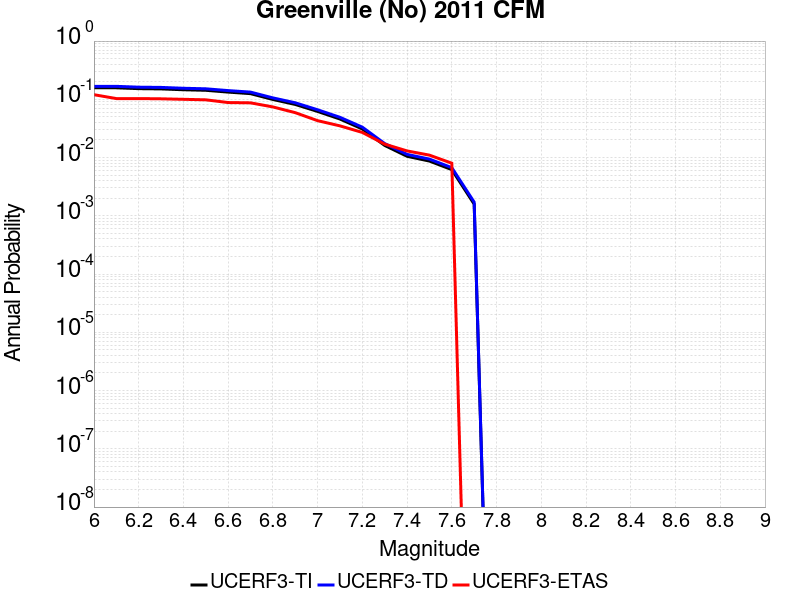 Greenville (No) 2011 CFM
10^0
10^-1
10^-2
10^-3
10^-4
10^-5
10^-6
10^-7
10^-8
Annual Probability
6 6.2 6.4 6.6 6.8 7 7.2 7.4 7.6 7.8 8 8.2 8.4 8.6 8.8 9
Magnitude
UCERF3-TI UCERF3-TD UCERF3-ETAS